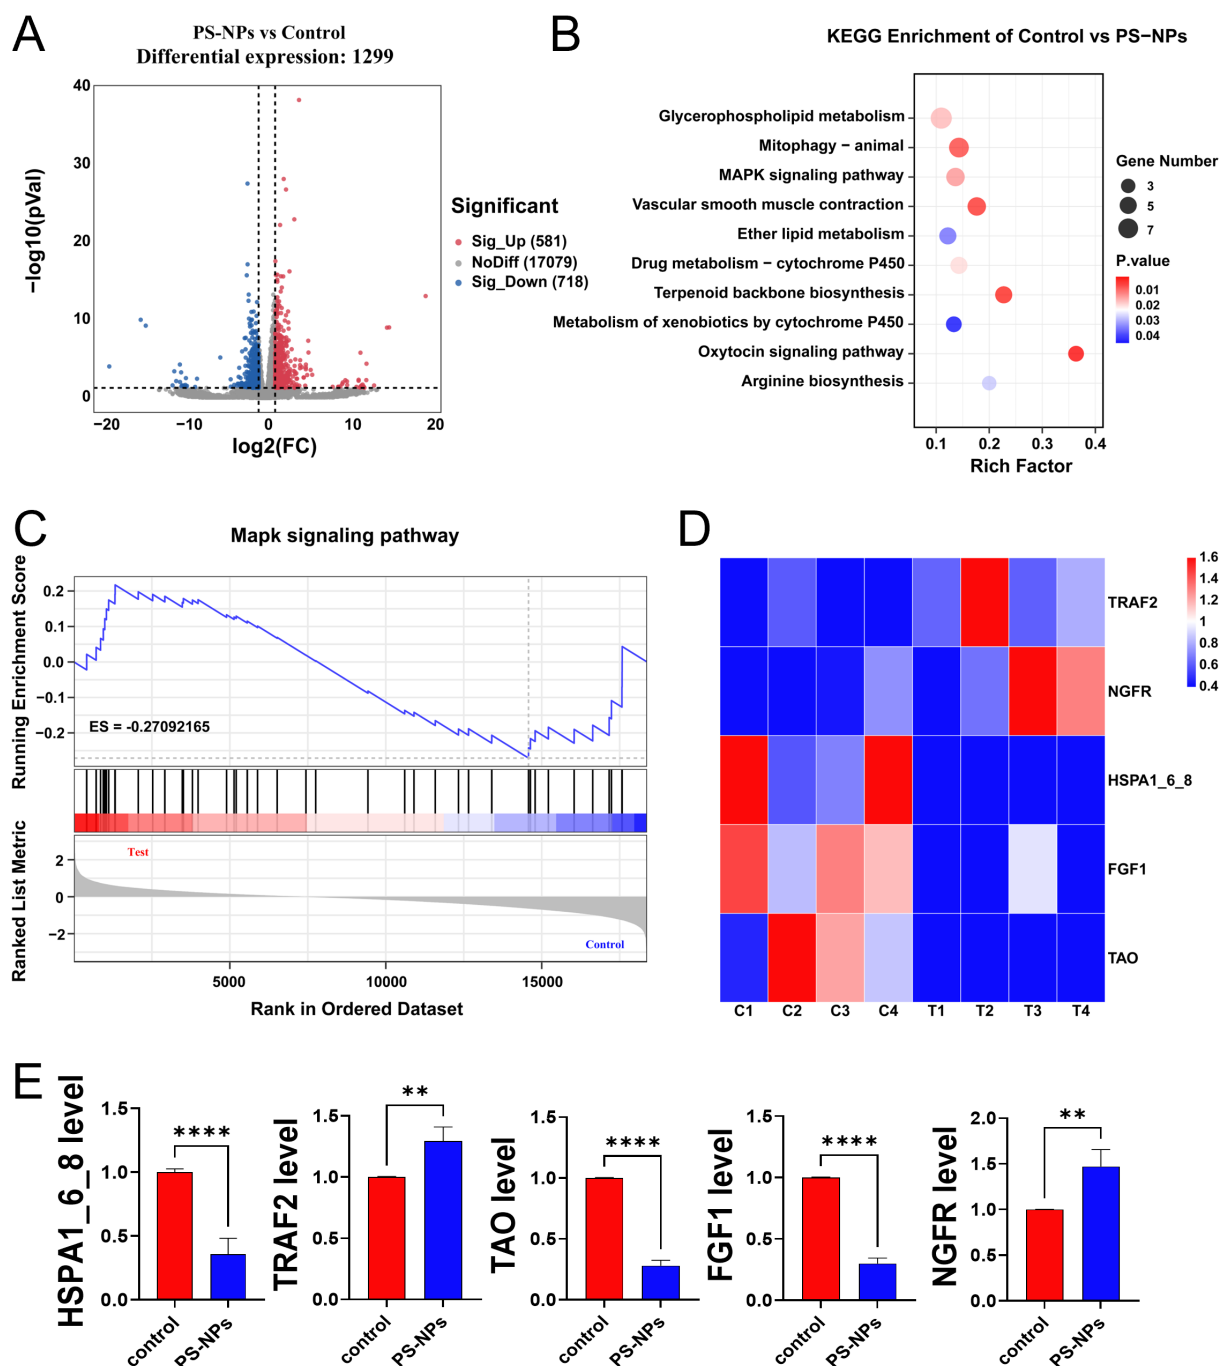 A
PS-NPs vs Control
Differential expression: 1299
40
30
20
10
0
−log10(pVal)
−20
−10
0
10
20
log2(FC)
Significant
Sig_Up (581)
NoDiff (17079)
Sig_Down (718)
B
KEGG Enrichment of Control vs PS−NPs
Glycerophospholipid metabolism
Mitophagy − animal
MAPK signaling pathway
Vascular smooth muscle contraction
Ether lipid metabolism
Drug metabolism − cytochrome P450
Terpenoid backbone biosynthesis
Metabolism of xenobiotics by cytochrome P450
Oxytocin signaling pathway
Arginine biosynthesis
0.1
0.2
0.3
0.4
Rich Factor
Gene Number
3
5
7
P.value
0.01
0.02
0.03
0.04
C
Mapk signaling pathway
Running Enrichment Score
0.2
0.1
0.0
−0.1
−0.2
ES = -0.27092165
Ranked List Metric
2
0
−2
Test
Control
5000
10000
15000
Rank in Ordered Dataset
D
TRAF2
NGFR
HSPA1_6_8
FGF1
TAO
C1
C2
C3
C4
T1
T2
T3
T4
1.6
1.4
1.2
1
0.8
0.6
0.4
E
HSPA1_6_8 level
1.5
1.0
0.5
0.0
****
control
PS-NPs
TRAF2 level
1.5
1.0
0.5
0.0
**
control
PS-NPs
TAO level
1.5
1.0
0.5
0.0
****
control
PS-NPs
FGF1 level
1.5
1.0
0.5
0.0
****
control
PS-NPs
NGFR level
2.0
1.5
1.0
0.5
0.0
**
control
PS-NPs